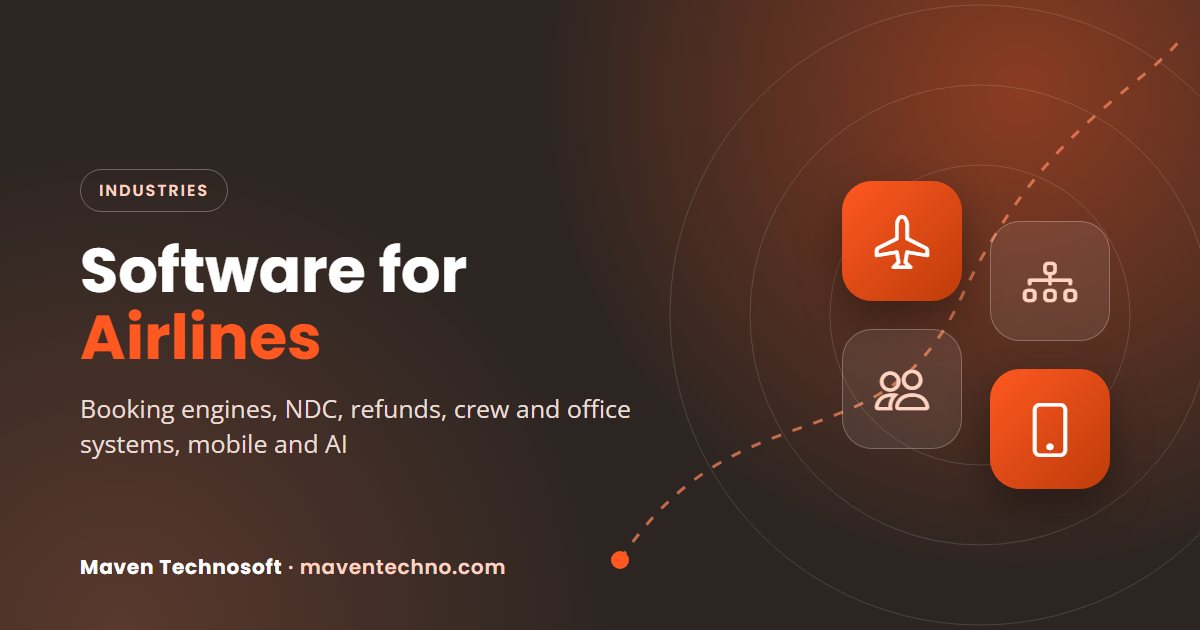 INDUSTRIES
Software for
Airlines
Booking engines, NDC, refunds, crew and office
systems, mobile and AI
Maven Technosoft · maventechno.com